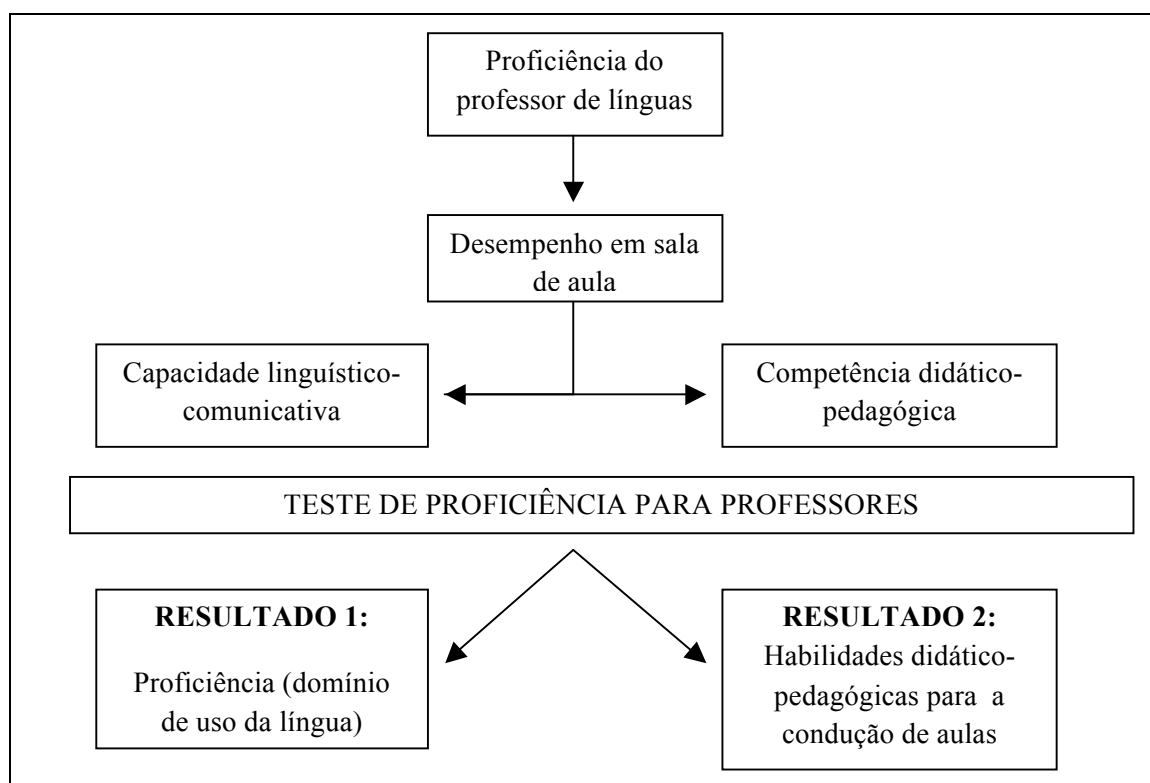 Proficiência do
professor de línguas
Desempenho em sala
de aula
Capacidade linguístico-
comunicativa
Competência didático-
pedagógica
TESTE DE PROFICIÊNCIA PARA PROFESSORES
RESULTADO 1:
Proficiência (domínio
de uso da língua)
RESULTADO 2:
Habilidades didático-
pedagógicas para a
condução de aulas